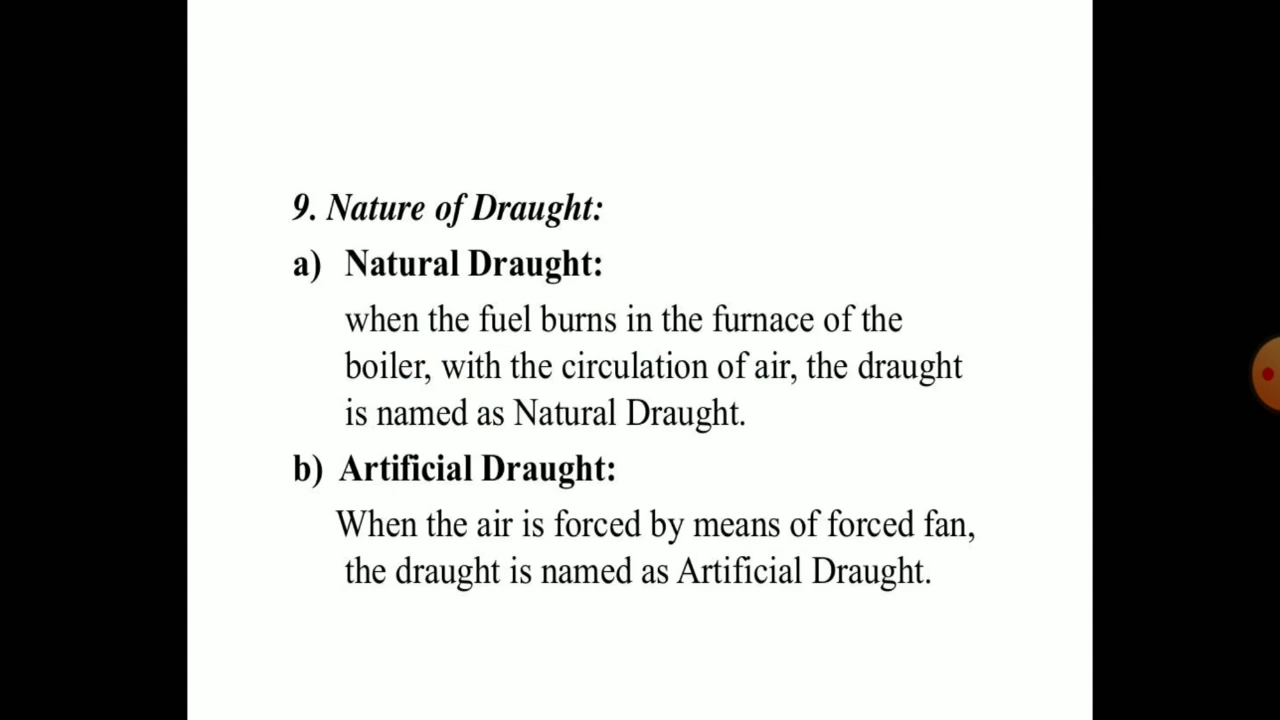 9. Nature of Draught:
a) Natural Draught:
when the fuel burns in the furnace of the
boiler, with the circulation of air, the draught
is named as Natural Draught.
b) Artificial Draught:
When the air is forced by means of forced fan,
the draught is named as Artificial Draught.